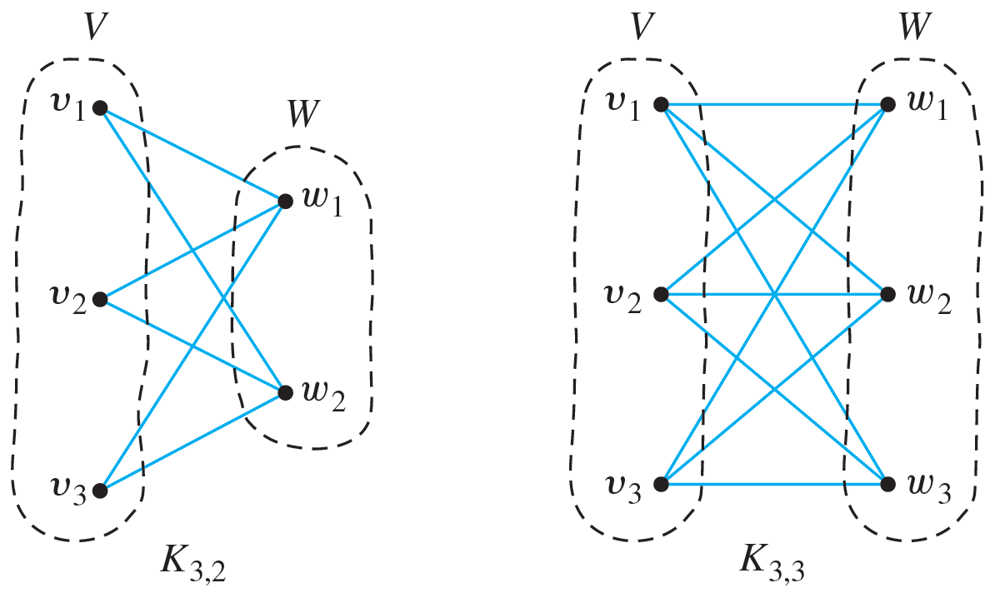 V
W
v₁
v₂
v₃
w₁
w₂
K₃,₂
V
W
v₁
v₂
v₃
w₁
w₂
w₃
K₃,₃